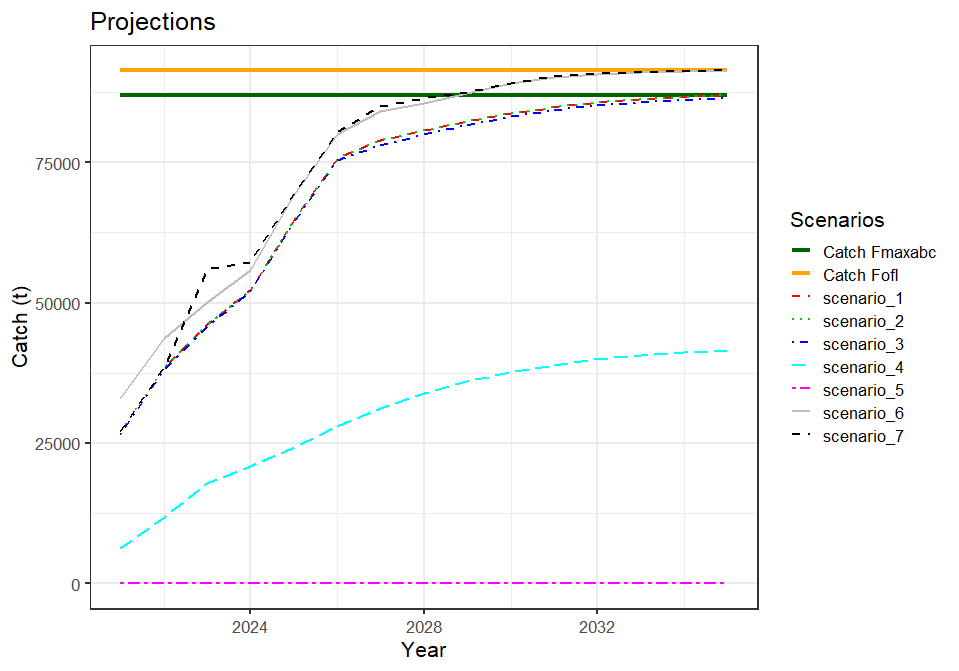 Projections
Catch (t)
75000
50000
25000
0
2024
2028
2032
Year
Scenarios
Catch Fmaxabc
Catch Fofl
scenario_1
scenario_2
scenario_3
scenario_4
scenario_5
scenario_6
scenario_7